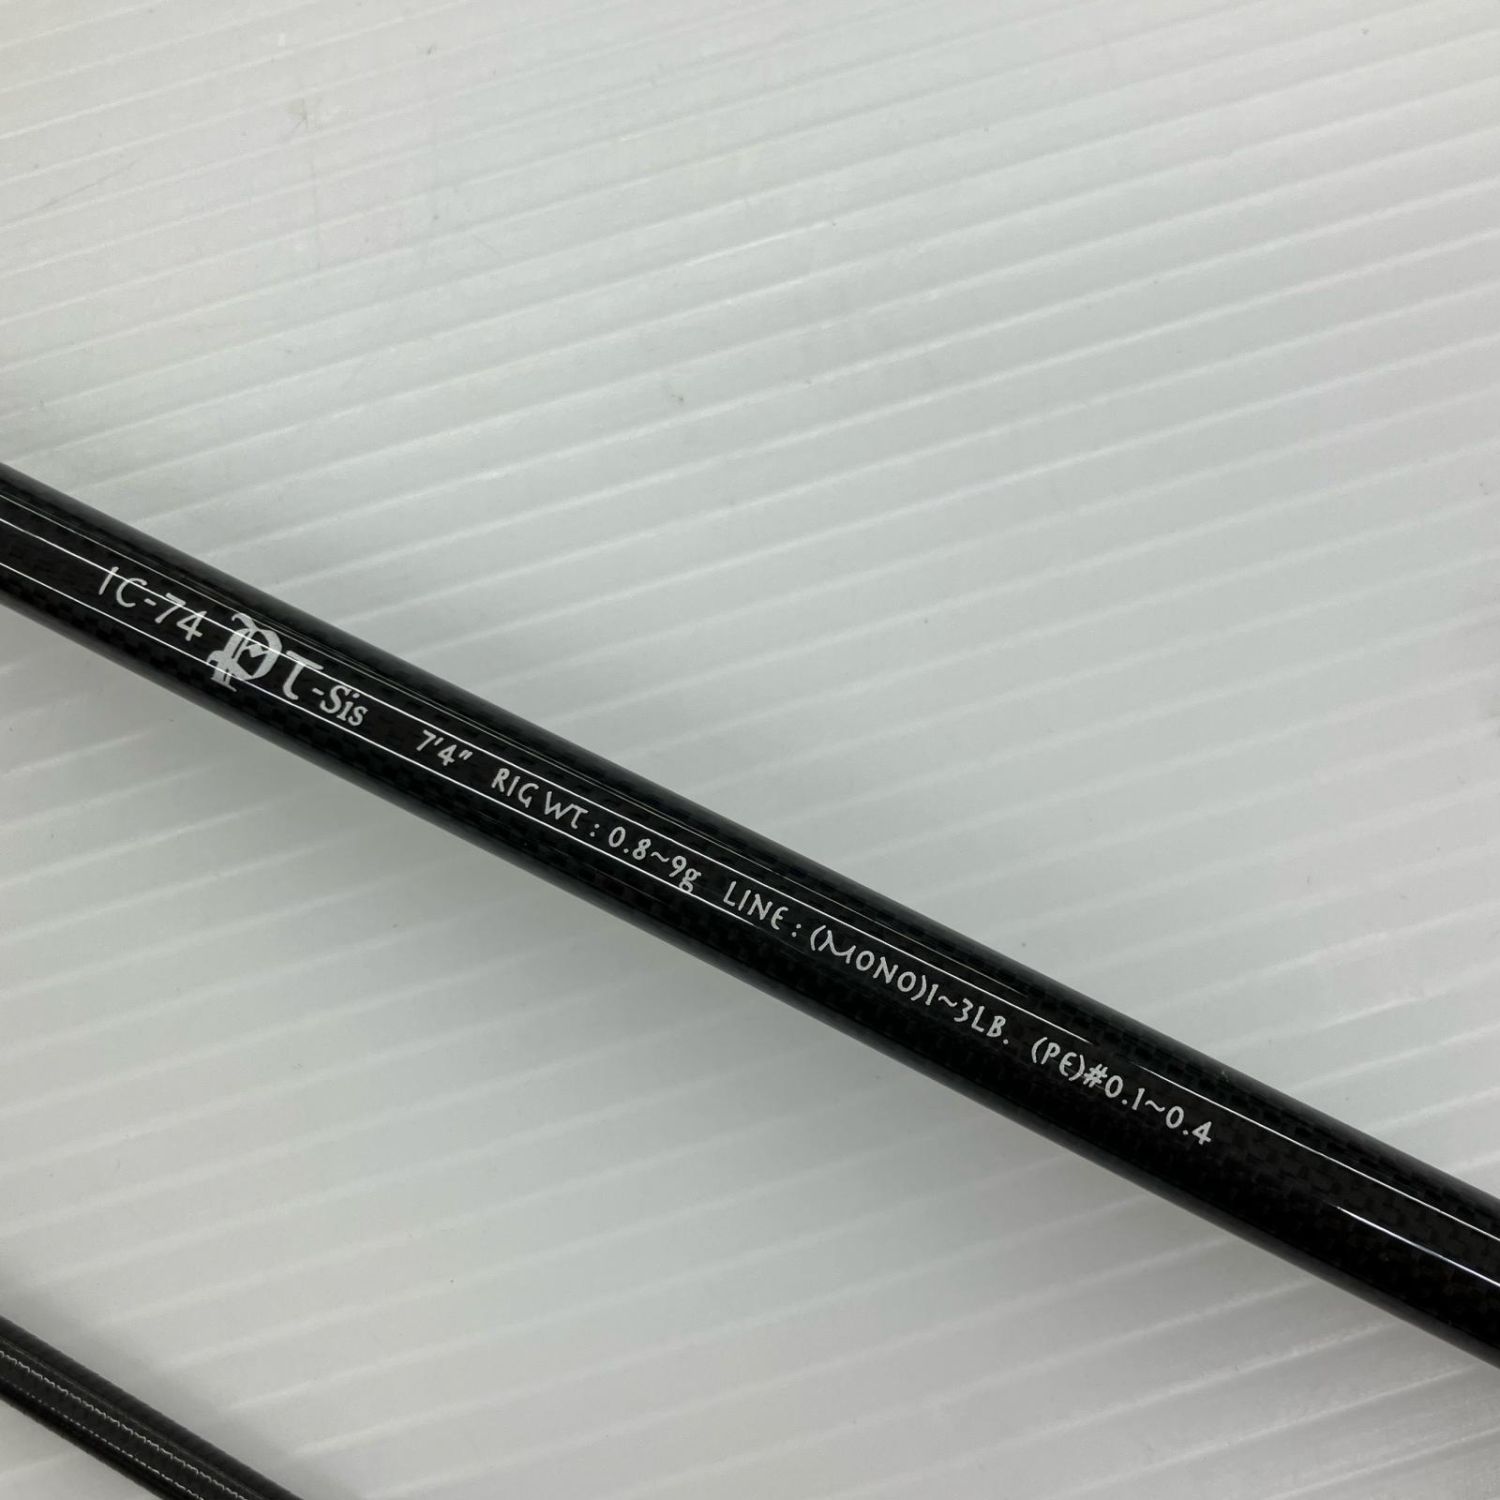 IC-74 PT-Sis 7'4" RIG WT : 0.8~9g LINE : (MONO)1~3LB. (PE)#0.1~0.4